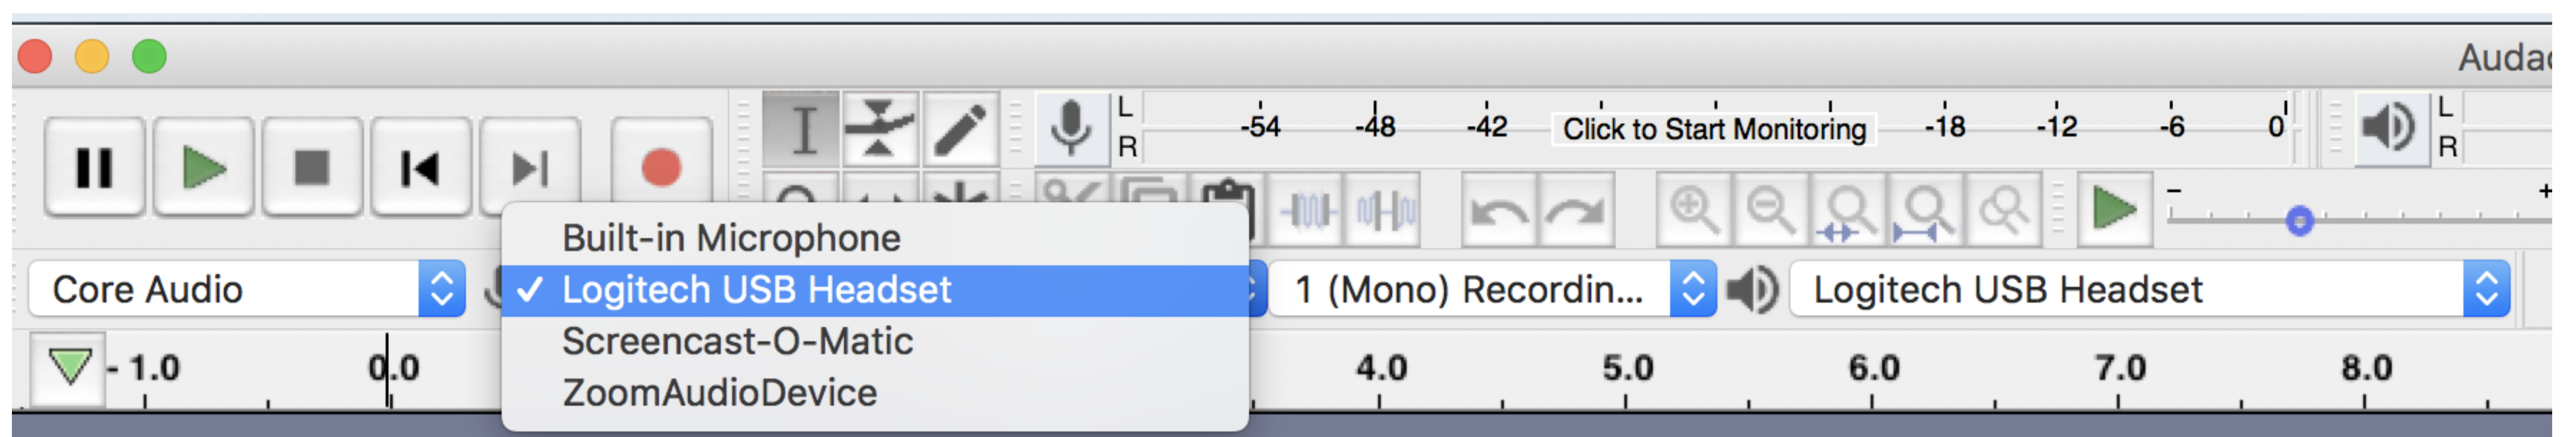 Audac
L
R
-54 -48 -42 Click to Start Monitoring -18 -12 -6 0
L
R
- +
Built-in Microphone
Core Audio
✓ Logitech USB Headset
1 (Mono) Recordin...
Logitech USB Headset
Screencast-O-Matic
ZoomAudioDevice
- 1.0 0.0 4.0 5.0 6.0 7.0 8.0